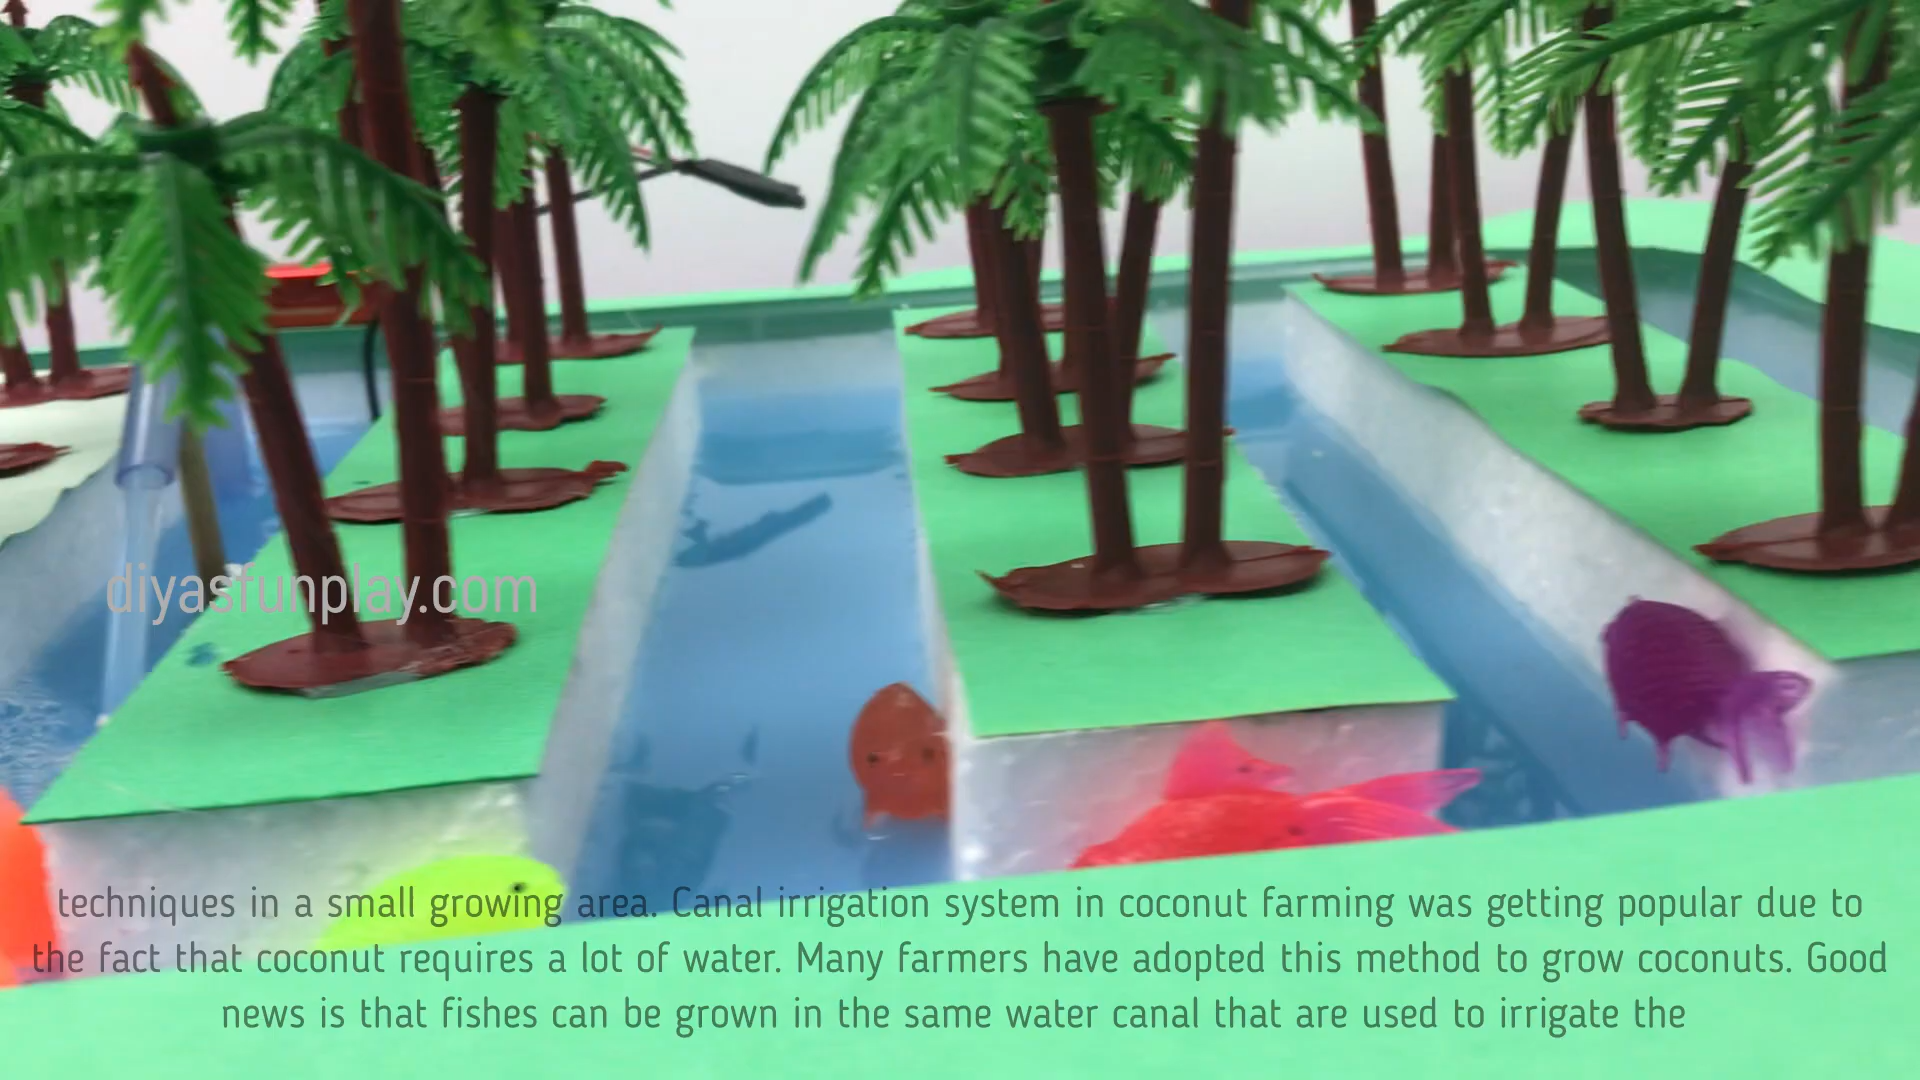 diyasfunplay.com
techniques in a small growing area. Canal irrigation system in coconut farming was getting popular due to
the fact that coconut requires a lot of water. Many farmers have adopted this method to grow coconuts. Good
news is that fishes can be grown in the same water canal that are used to irrigate the